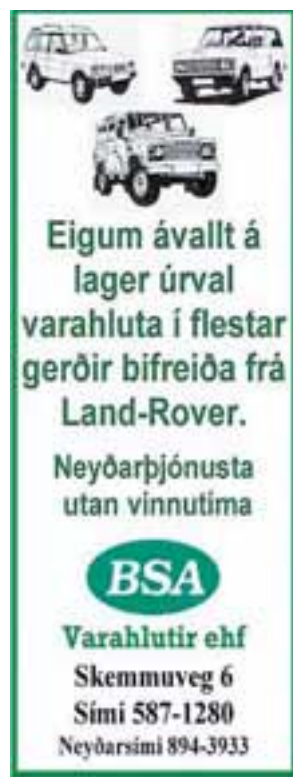 Eigum ávallt á
lager úrval
varahluta í flestar
gerðir bifreiða frá
Land-Rover.
Neyðarþjónusta
utan vinnutíma
BSA
Varahlutir ehf
Skemmuveg 6
Sími 587-1280
Neyðarsími 894-3933